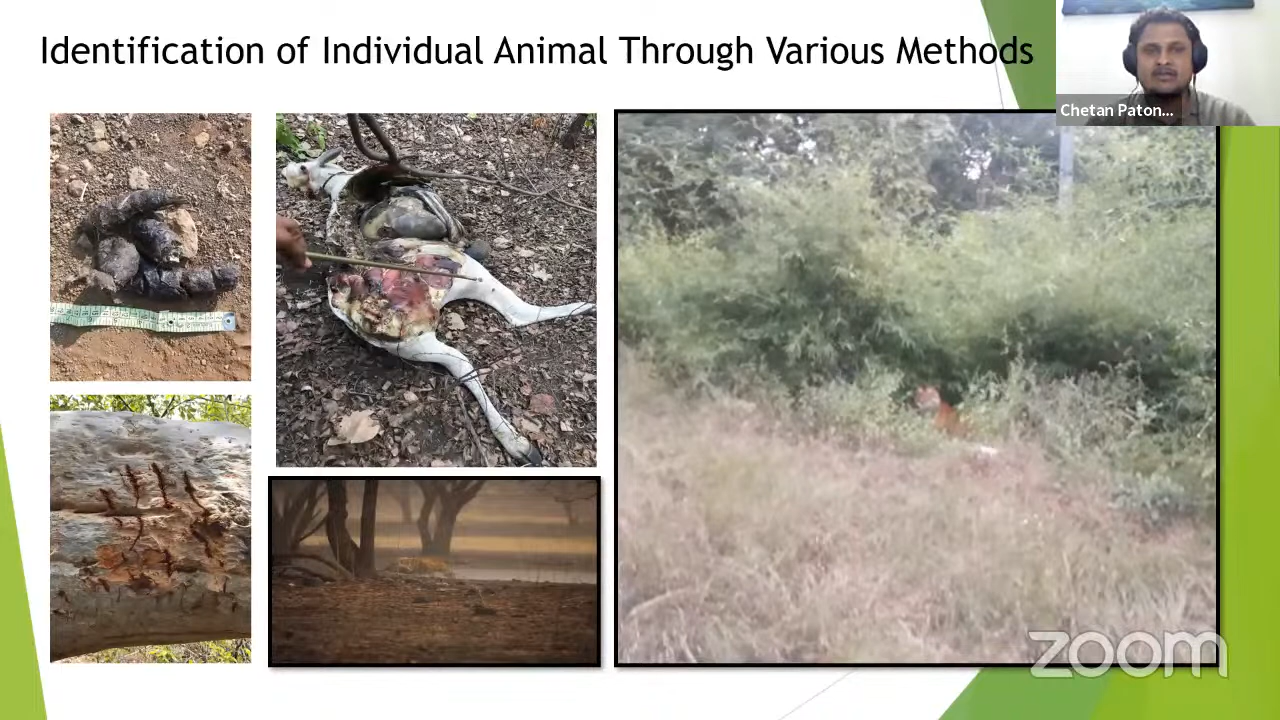 Identification of Individual Animal Through Various Methods
Chetan Paton...
zoom